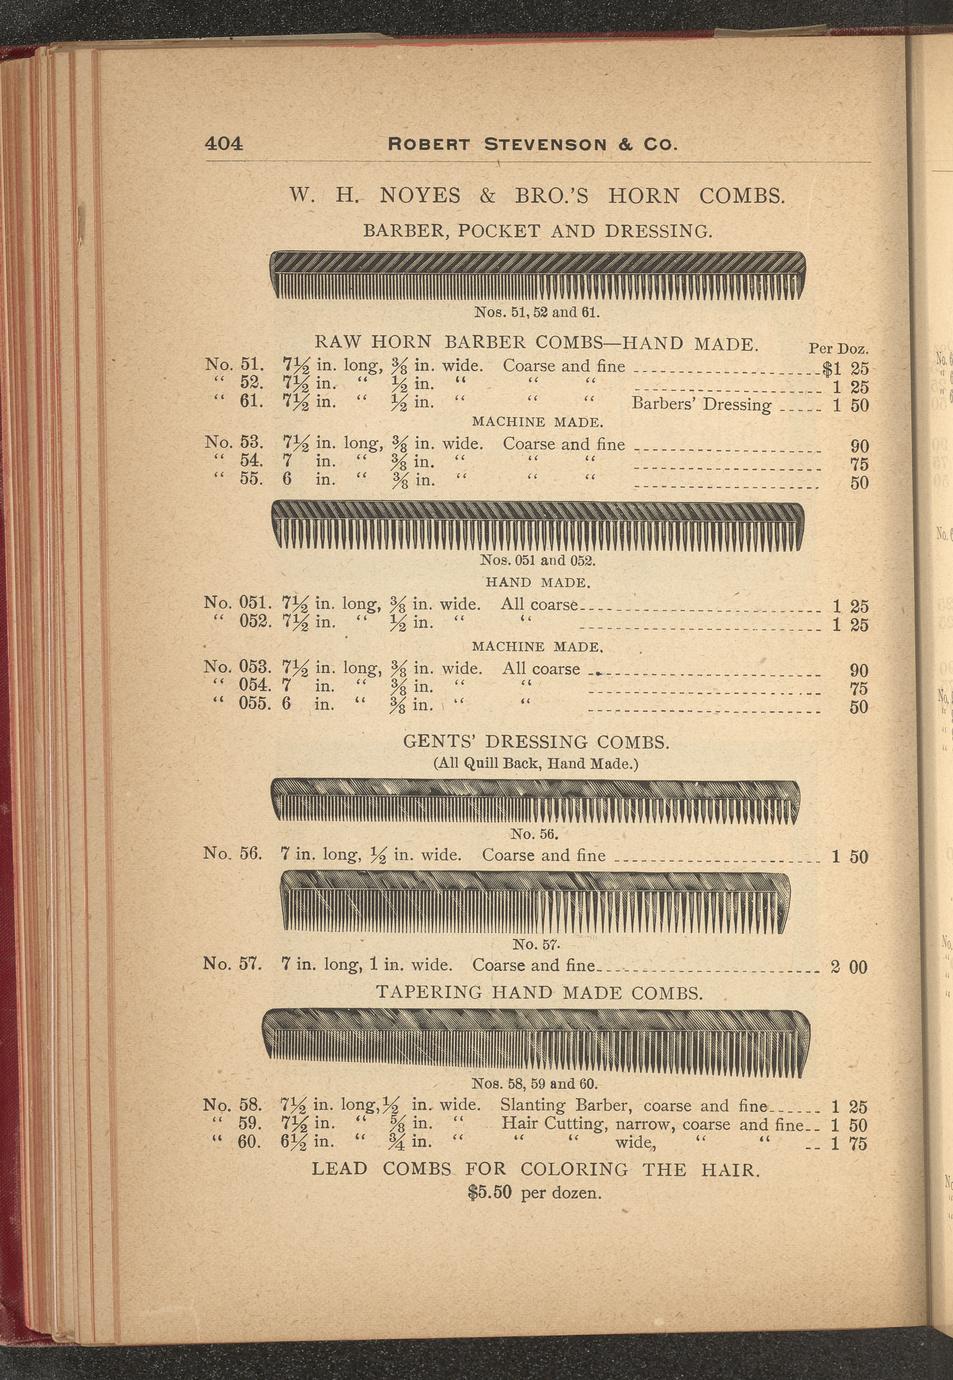 404 ROBERT STEVENSON & CO.
W. H. NOYES & BRO.'S HORN COMBS.
BARBER, POCKET AND DRESSING.
Nos. 51, 52 and 61.
RAW HORN BARBER COMBS—HAND MADE. Per Doz.
No. 51. 7½ in. long, ⅜ in. wide. Coarse and fine $1 25
“ 52. 7½ in. “ ½ in. “ “ “ 1 25
“ 61. 7½ in. “ ½ in. “ “ “ Barbers' Dressing 1 50
MACHINE MADE.
No. 53. 7½ in. long, ⅜ in. wide. Coarse and fine 90
“ 54. 7 in. “ ⅜ in. “ “ “ 75
“ 55. 6 in. “ ⅜ in. “ “ “ 50
Nos. 051 and 052.
HAND MADE.
No. 051. 7½ in. long, ⅜ in. wide. All coarse 1 25
“ 052. 7½ in. “ ½ in. “ “ 1 25
MACHINE MADE.
No. 053. 7½ in. long, ⅜ in. wide. All coarse 90
“ 054. 7 in. “ ⅜ in. “ “ 75
“ 055. 6 in. “ ⅜ in. “ “ 50
GENTS' DRESSING COMBS.
(All Quill Back, Hand Made.)
No. 56.
No. 56. 7 in. long, ½ in. wide. Coarse and fine 1 50
No. 57.
No. 57. 7 in. long, 1 in. wide. Coarse and fine 2 00
TAPERING HAND MADE COMBS.
Nos. 58, 59 and 60.
No. 58. 7½ in. long, ½ in. wide. Slanting Barber, coarse and fine 1 25
“ 59. 7½ in. “ ⅝ in. “ Hair Cutting, narrow, coarse and fine 1 50
“ 60. 6½ in. “ ¾ in. “ “ “ wide, “ “ 1 75
LEAD COMBS FOR COLORING THE HAIR.
$5.50 per dozen.